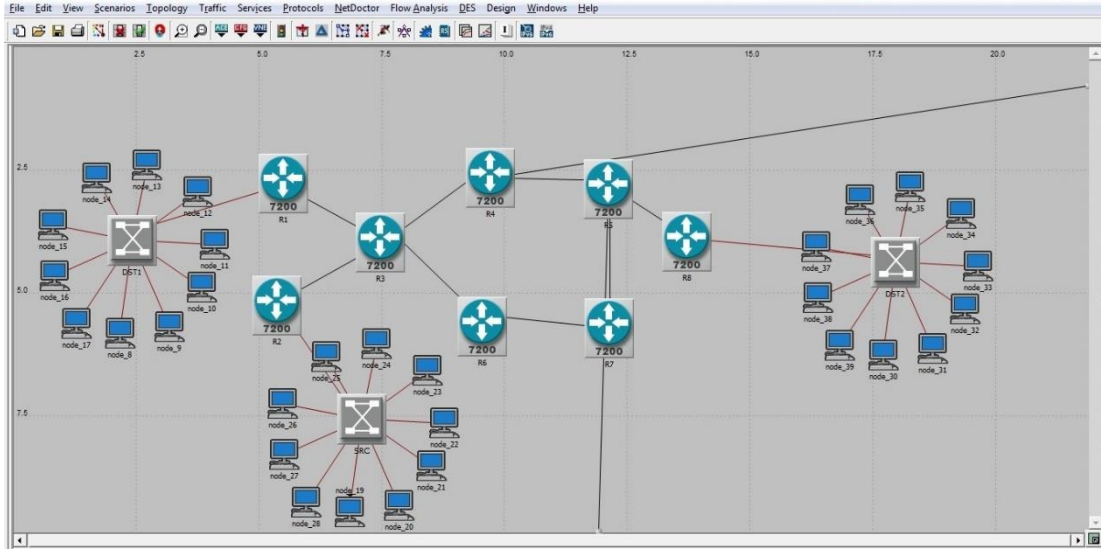 File Edit View Scenarios Topology Traffic Services Protocols NetDoctor Flow Analysis DES Design Windows Help
2.5 5.0 7.5 10.0 12.5 15.0 17.5 20.0
2.5
5.0
7.5
node_14
node_13
node_12
node_15
node_11
node_16
node_10
node_17
node_8
node_9
DST1
7200
R1
7200
R2
7200
R3
7200
R4
7200
R5
7200
R6
7200
R7
7200
R8
node_25
node_24
node_23
node_26
node_22
node_27
node_21
node_28
node_19
node_20
SRC
node_36
node_35
node_34
node_37
node_33
node_38
node_32
node_39
node_30
node_31
DST2